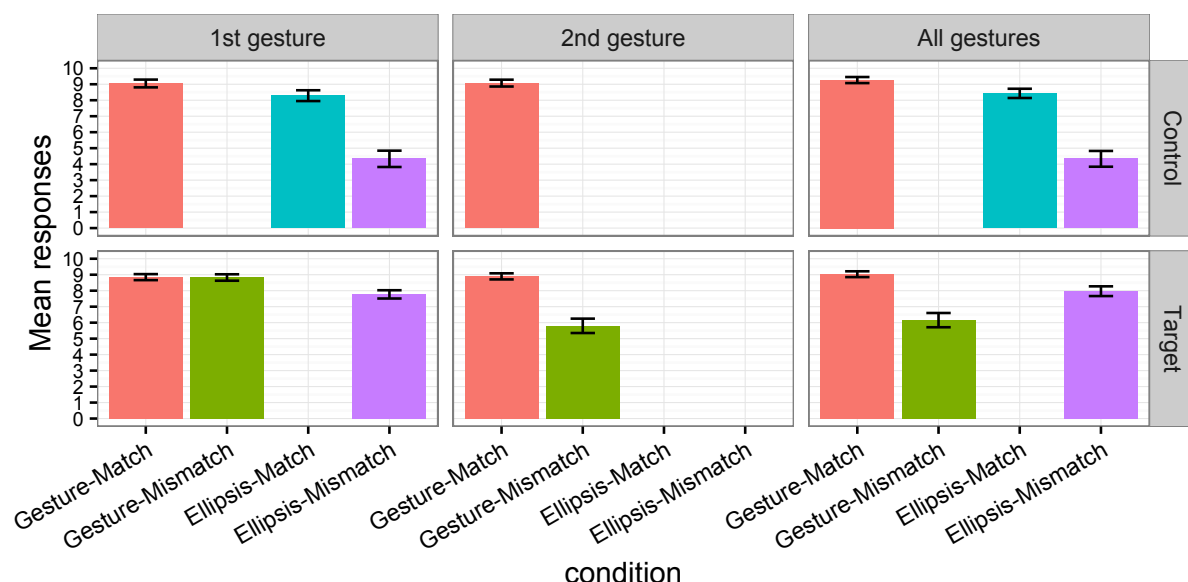 1st gesture 2nd gesture All gestures
Mean responses
10
9
8
7
6
5
4
3
2
1
0
Control
10
9
8
7
6
5
4
3
2
1
0
Target
Gesture-Match
Gesture-Mismatch
Ellipsis-Match
Ellipsis-Mismatch
Gesture-Match
Gesture-Mismatch
Ellipsis-Match
Ellipsis-Mismatch
Gesture-Match
Gesture-Mismatch
Ellipsis-Match
Ellipsis-Mismatch
condition